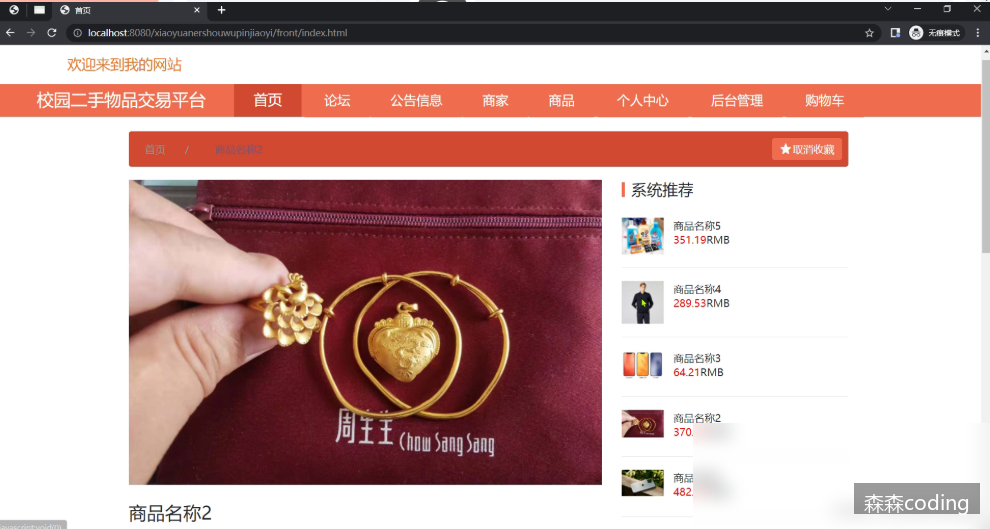 首页
localhost:8080/xiaoyuanershouwupinjiaoyi/front/index.html
无痕模式
欢迎来到我的网站
校园二手物品交易平台 首页 论坛 公告信息 商家 商品 个人中心 后台管理 购物车
首页 / 商品名称2 取消收藏
系统推荐
商品名称5
351.19RMB
商品名称4
289.53RMB
商品名称3
64.21RMB
商品名称2
370.
482.
周生生 Chow Sang Sang
商品名称2
森森coding